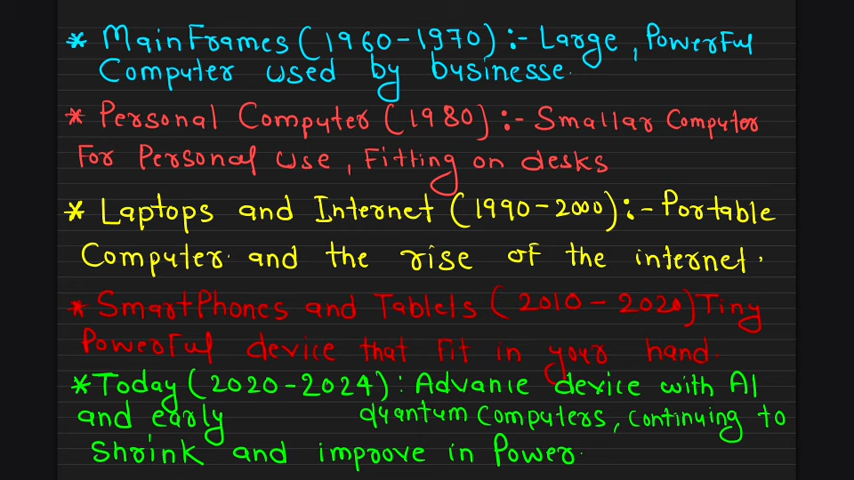 * MainFrames (1960-1970) :- Large, Powerful
Computer used by businesse.
* Personal Computer (1980) :- Smallar Computer
For Personal Use, Fitting on desks
* Laptops and Internet (1990-2000) :- Portable
Computer. and the rise of the internet.
* SmartPhones and Tablets (2010-2020) Tiny
Powerful device that fit in your hand.
* Today (2020-2024) : Advance device with AI
and early quantum Computers, continuing to
Shrink and improove in Power.